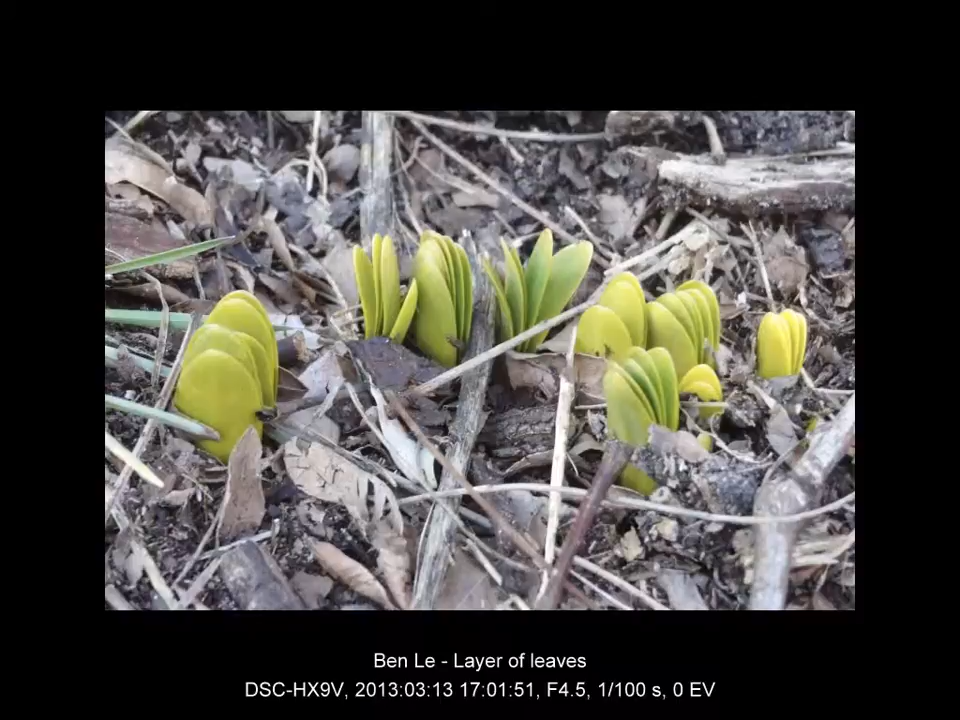 Ben Le - Layer of leaves
DSC-HX9V, 2013:03:13 17:01:51, F4.5, 1/100 s, 0 EV